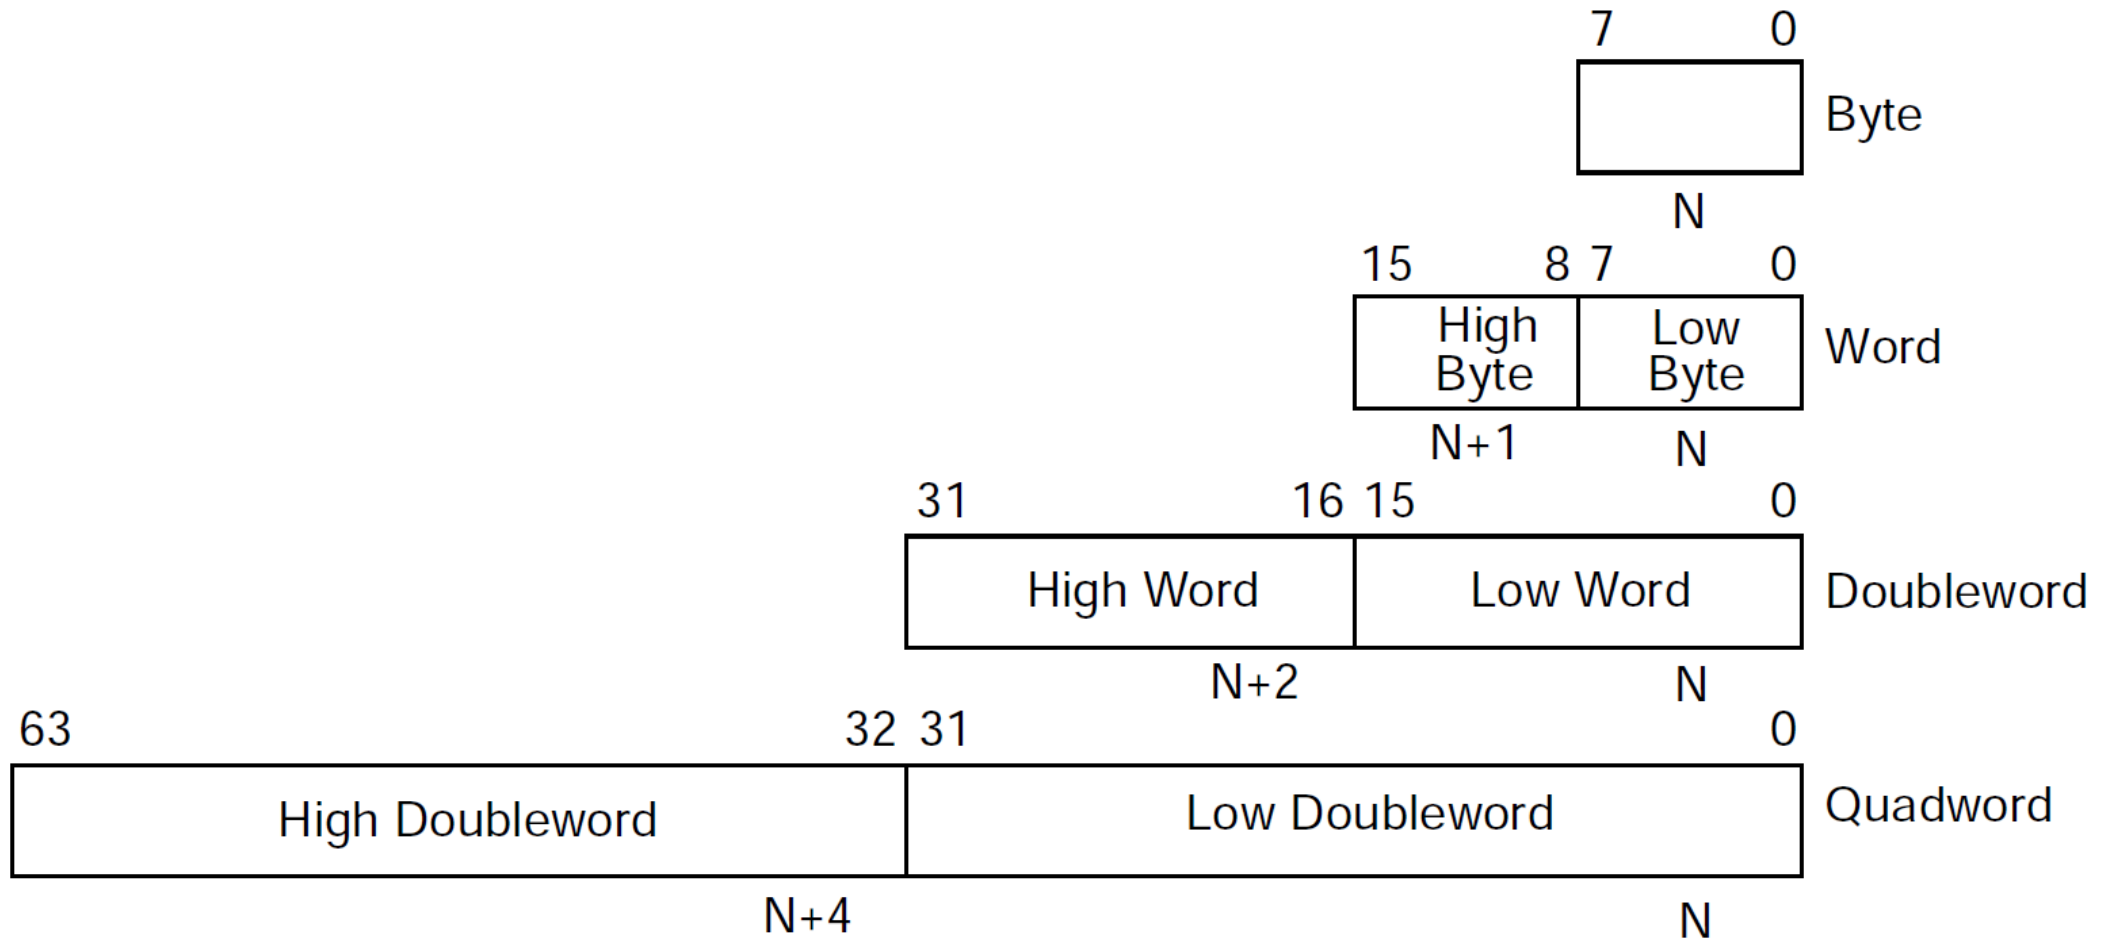 7 0
Byte
N
15 8 7 0
High Byte Low Byte Word
N+1 N
31 16 15 0
High Word Low Word Doubleword
N+2 N
63 32 31 0
High Doubleword Low Doubleword Quadword
N+4 N